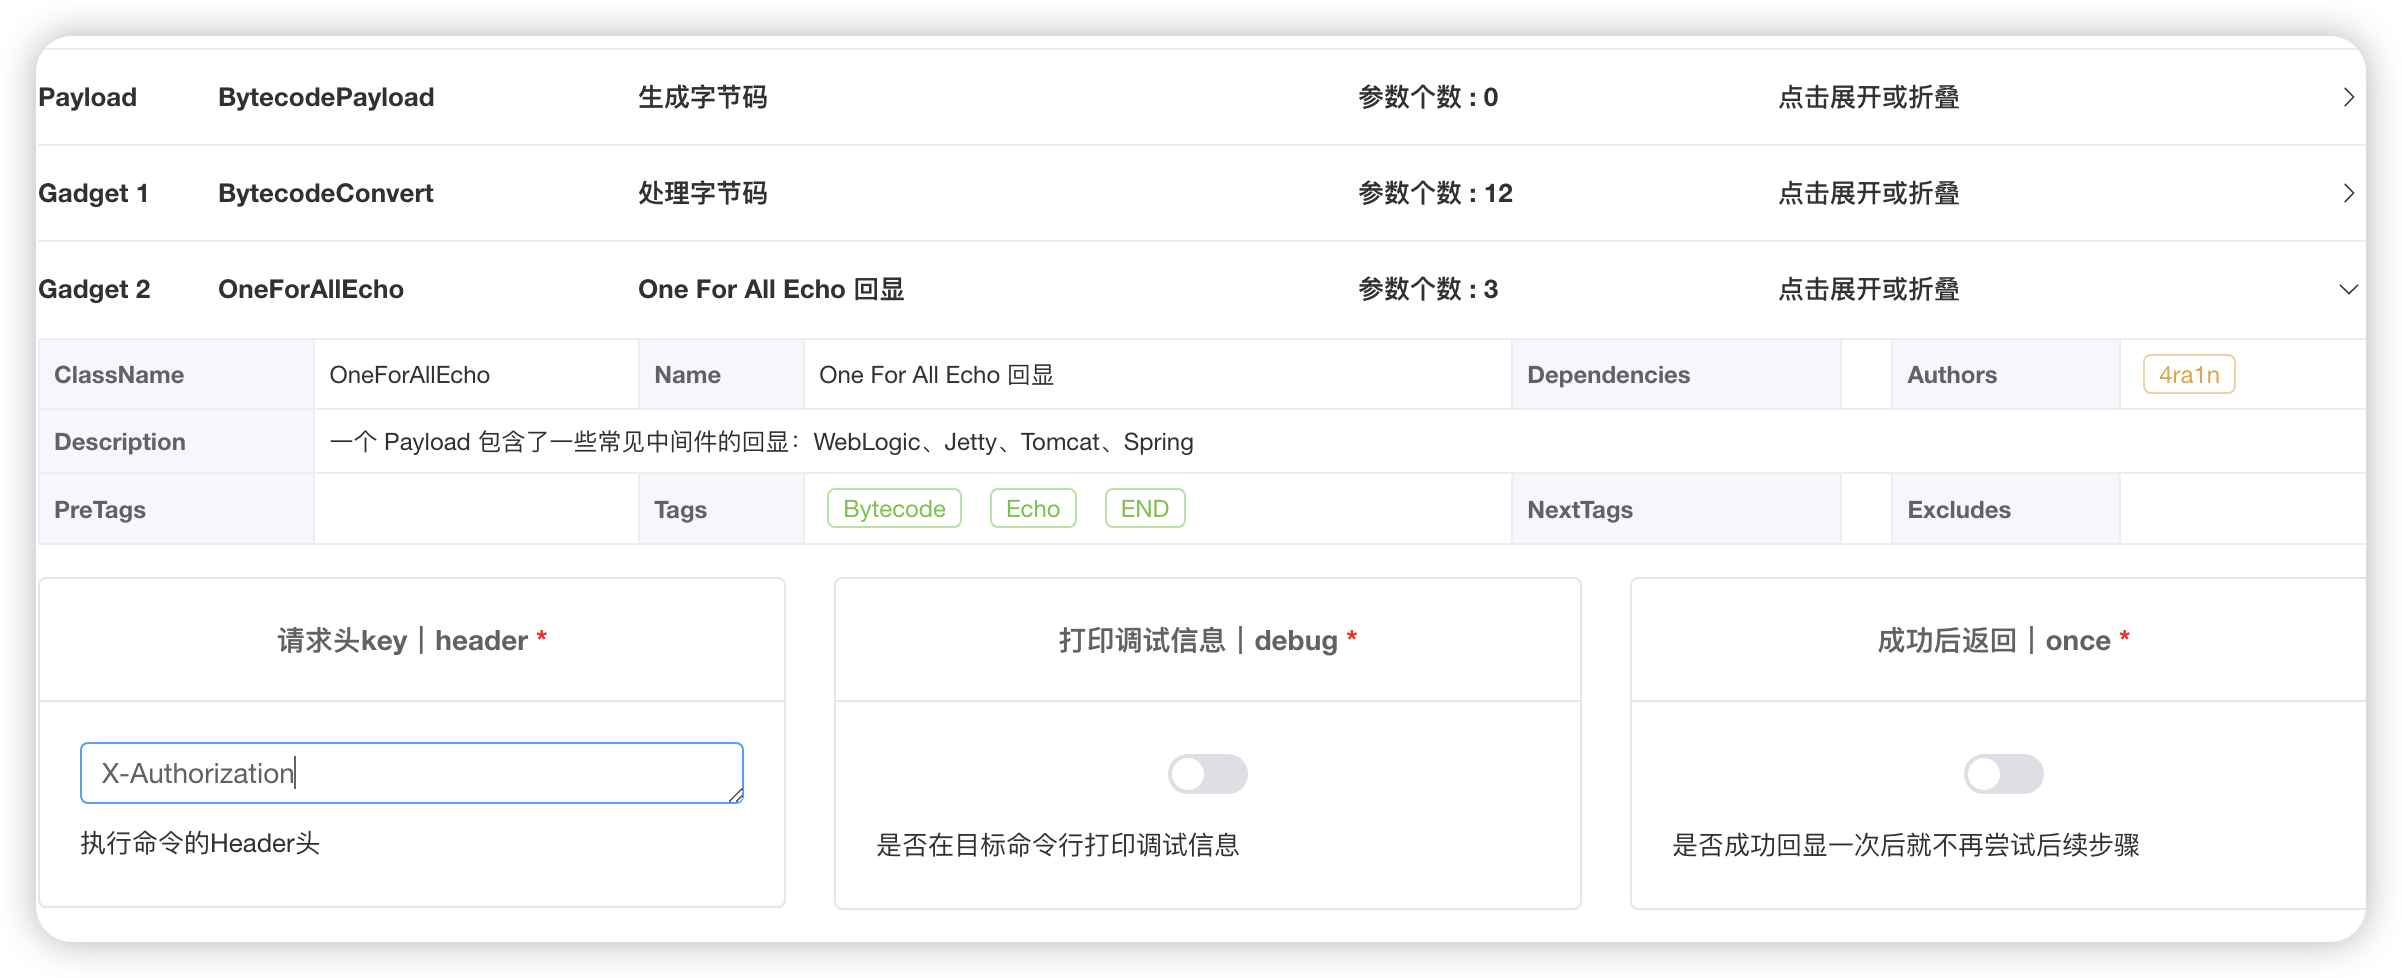 Payload BytecodePayload 生成字节码 参数个数 : 0 点击展开或折叠
Gadget 1 BytecodeConvert 处理字节码 参数个数 : 12 点击展开或折叠
Gadget 2 OneForAllEcho One For All Echo 回显 参数个数 : 3 点击展开或折叠
ClassName OneForAllEcho Name One For All Echo 回显 Dependencies Authors 4ra1n
Description 一个 Payload 包含了一些常见中间件的回显：WebLogic、Jetty、Tomcat、Spring
PreTags Tags Bytecode Echo END NextTags Excludes
请求头key｜header *
X-Authorization
执行命令的Header头
打印调试信息｜debug *
是否在目标命令行打印调试信息
成功后返回｜once *
是否成功回显一次后就不再尝试后续步骤